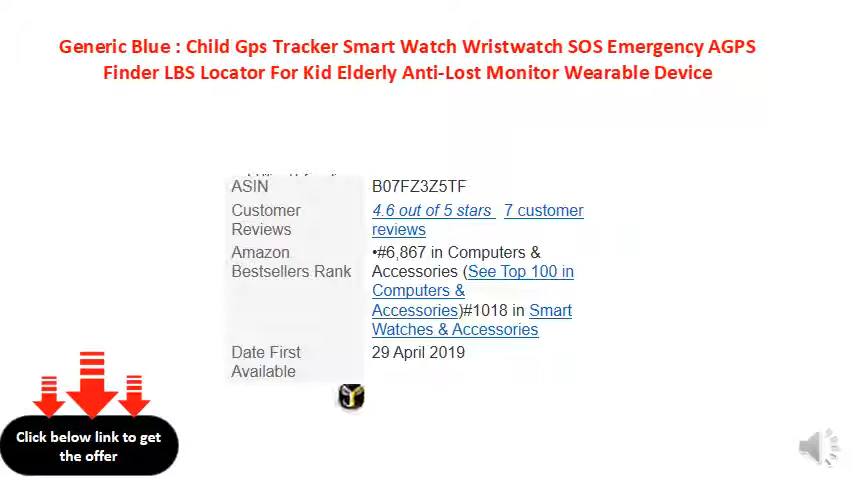 Generic Blue : Child Gps Tracker Smart Watch Wristwatch SOS Emergency AGPS
Finder LBS Locator For Kid Elderly Anti-Lost Monitor Wearable Device
ASIN B07FZ3Z5TF
Customer 4.6 out of 5 stars 7 customer
Reviews reviews
Amazon •#6,867 in Computers &
Bestsellers Rank Accessories (See Top 100 in
Computers &
Accessories)#1018 in Smart
Watches & Accessories
Date First 29 April 2019
Available
Click below link to get
the offer